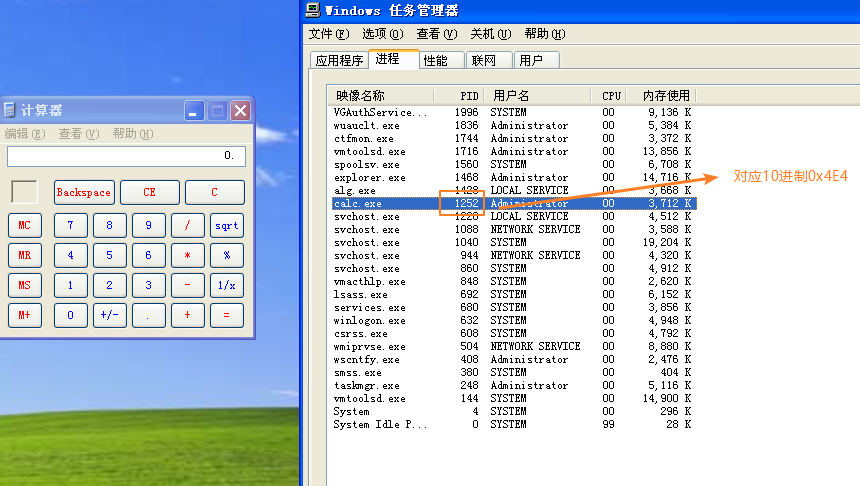 计算器
编辑(E) 查看(V) 帮助(H)
0.
Backspace CE C
MC 7 8 9 / sqrt
MR 4 5 6 * %
MS 1 2 3 - 1/x
M+ 0 +/- . + =
Windows 任务管理器
文件(F) 选项(O) 查看(V) 关机(U) 帮助(H)
应用程序 进程 性能 联网 用户
映像名称 PID 用户名 CPU 内存使用
VGAuthService... 1996 SYSTEM 00 9,136 K
wuauclt.exe 1836 Administrator 00 5,384 K
ctfmon.exe 1744 Administrator 00 3,372 K
vmtoolsd.exe 1716 Administrator 00 13,856 K
spoolsv.exe 1560 SYSTEM 00 6,708 K
explorer.exe 1468 Administrator 00 14,716 K
alg.exe 1428 LOCAL SERVICE 00 3,668 K
calc.exe 1252 Administrator 00 3,712 K
对应10进制0x4E4
svchost.exe 1228 LOCAL SERVICE 00 4,512 K
svchost.exe 1088 NETWORK SERVICE 00 3,588 K
svchost.exe 1040 SYSTEM 00 19,204 K
svchost.exe 944 NETWORK SERVICE 00 4,320 K
svchost.exe 860 SYSTEM 00 4,912 K
vmacthlp.exe 848 SYSTEM 00 2,620 K
lsass.exe 692 SYSTEM 00 6,152 K
services.exe 680 SYSTEM 00 3,856 K
winlogon.exe 632 SYSTEM 00 4,948 K
csrss.exe 608 SYSTEM 00 4,792 K
wmiprvse.exe 504 NETWORK SERVICE 00 8,880 K
wscntfy.exe 408 Administrator 00 2,476 K
smss.exe 380 SYSTEM 00 404 K
taskmgr.exe 248 Administrator 00 5,116 K
vmtoolsd.exe 144 SYSTEM 00 14,900 K
System 4 SYSTEM 00 296 K
System Idle P... 0 SYSTEM 99 28 K